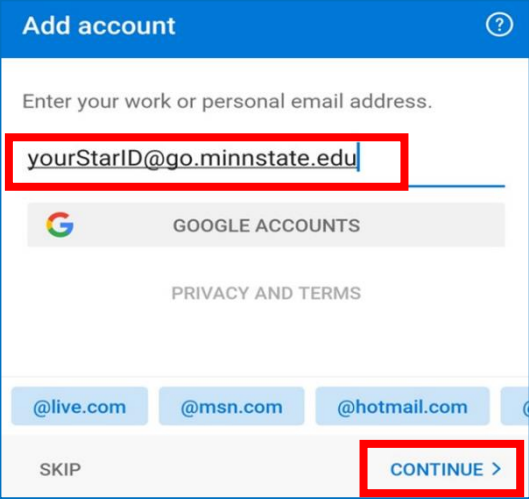 Add account ?
Enter your work or personal email address.
yourStarID@go.minnstate.edu
G GOOGLE ACCOUNTS
PRIVACY AND TERMS
@live.com @msn.com @hotmail.com @
SKIP CONTINUE >